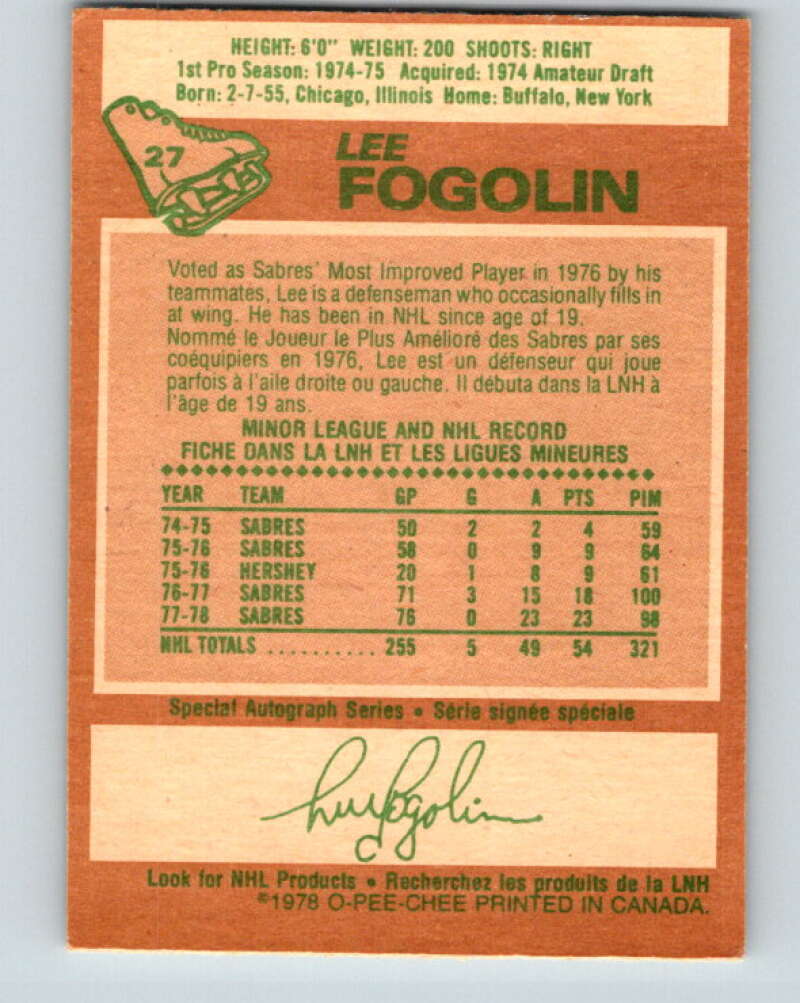 HEIGHT: 6'0" WEIGHT: 200 SHOOTS: RIGHT
1st Pro Season: 1974-75 Acquired: 1974 Amateur Draft
Born: 2-7-55, Chicago, Illinois Home: Buffalo, New York
27
LEE
FOGOLIN
Voted as Sabres' Most Improved Player in 1976 by his
teammates, Lee is a defenseman who occasionally fills in
at wing. He has been in NHL since age of 19.
Nommé le Joueur le Plus Amélioré des Sabres par ses
coéquipiers en 1976, Lee est un défenseur qui joue
parfois à l'aile droite ou gauche. Il débuta dans la LNH à
l'âge de 19 ans.
MINOR LEAGUE AND NHL RECORD
FICHE DANS LA LNH ET LES LIGUES MINEURES
YEAR TEAM GP G A PTS PIM
74-75 SABRES 50 2 2 4 59
75-76 SABRES 58 0 9 9 64
75-76 HERSHEY 20 1 8 9 61
76-77 SABRES 71 3 15 18 100
77-78 SABRES 76 0 23 23 98
NHL TOTALS .......... 255 5 49 54 321
Special Autograph Series • Série signée spéciale
Lee Fogolin
Look for NHL Products • Recherchez les produits de la LNH
©1978 O-PEE-CHEE PRINTED IN CANADA.